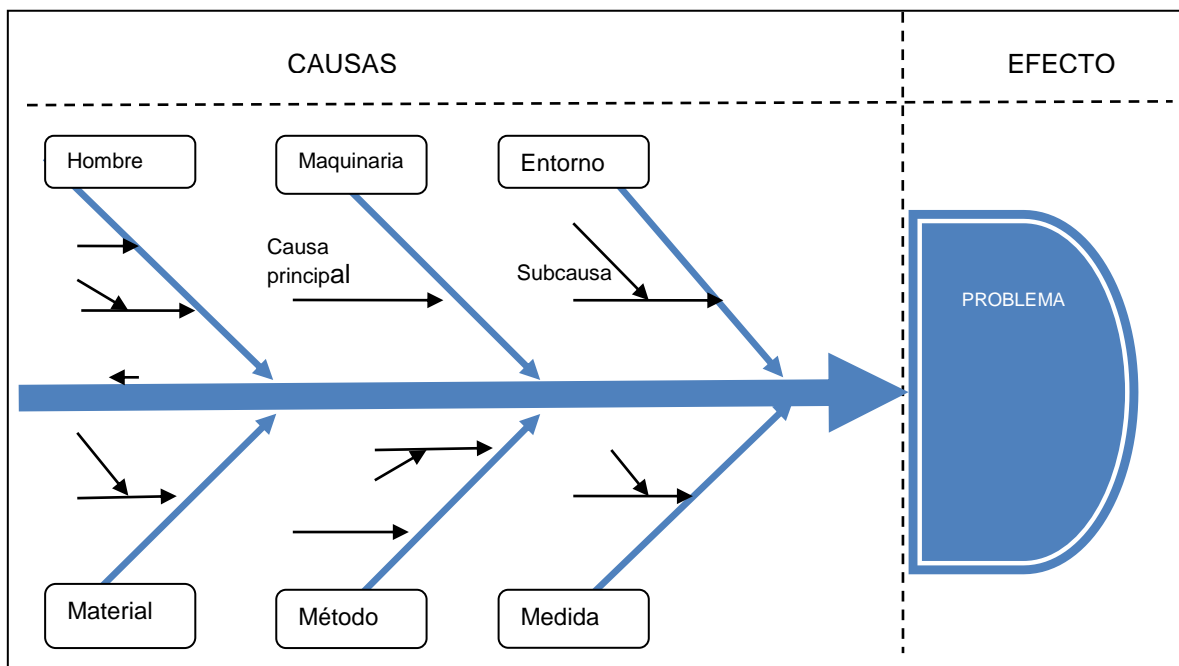 CAUSAS
EFECTO
Hombre
Maquinaria
Entorno
Causa
principal
Subcausa
PROBLEMA
Material
Método
Medida